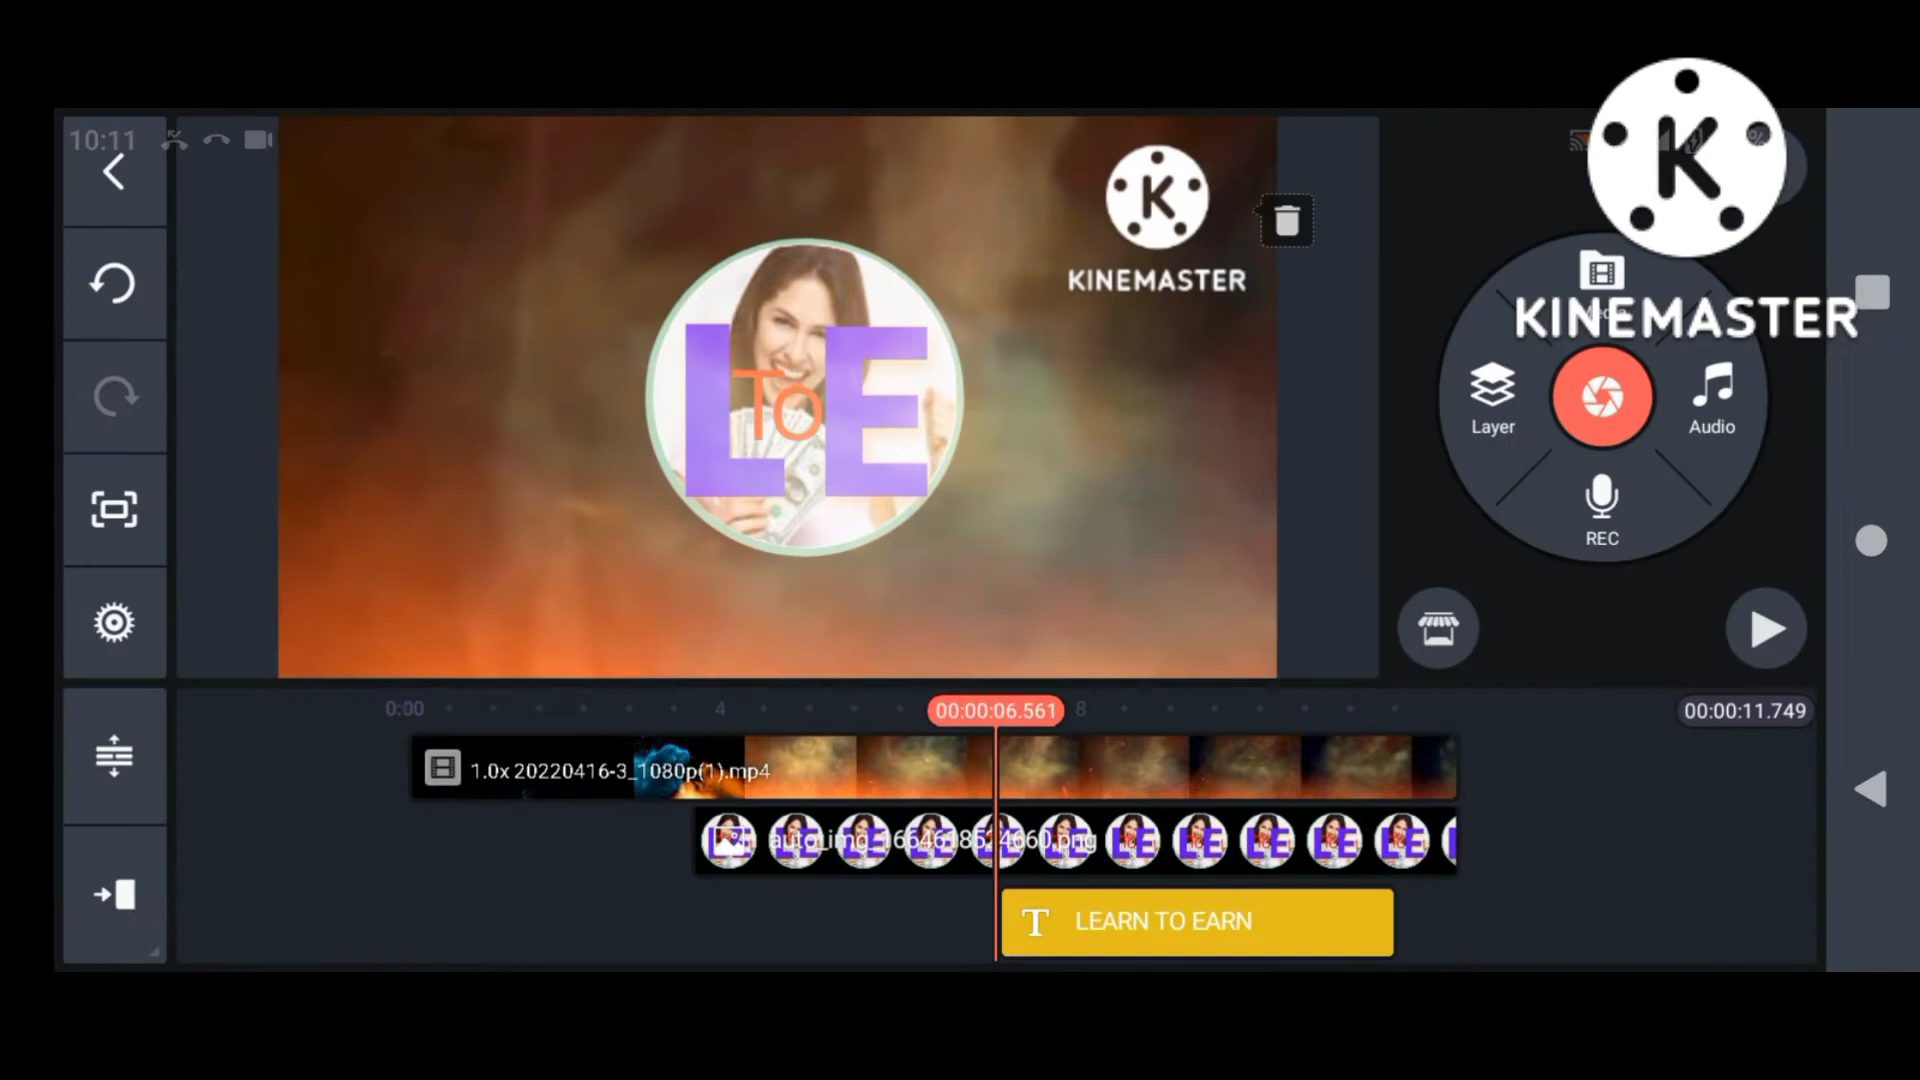 10:11
K
KINEMASTER
K
KINEMASTER
L To E
Layer
Audio
REC
0:00
4
00:00:06.561
8
00:00:11.749
1.0x 20220416-3_1080p(1).mp4
T LEARN TO EARN